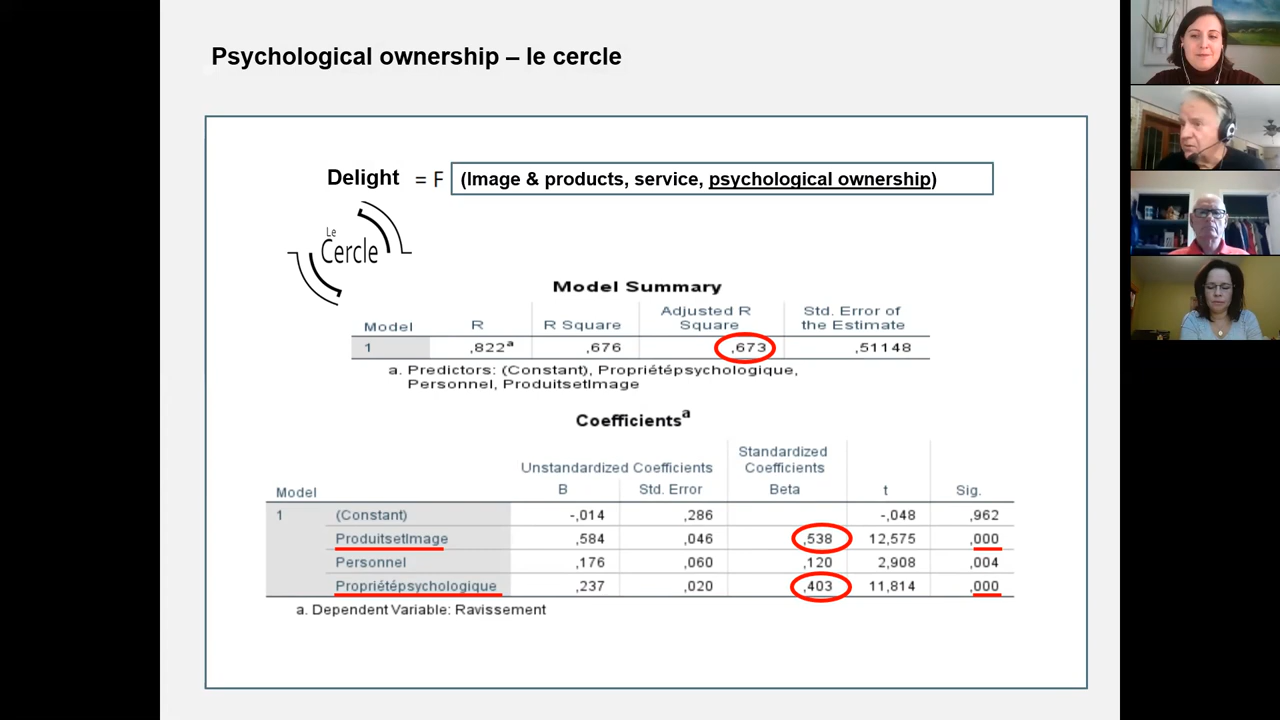 Psychological ownership – le cercle
Delight = F (Image & products, service, psychological ownership)
Le
Cercle
Model Summary
Model R R Square Adjusted R Square Std. Error of the Estimate
1 ,822a ,676 ,673 ,51148
a. Predictors: (Constant), Propriétépsychologique,
Personnel, ProduitsetImage
Coefficientsa
Unstandardized Coefficients Standardized Coefficients
Model B Std. Error Beta t Sig.
1 (Constant) -,014 ,286 -,048 ,962
ProduitsetImage ,584 ,046 ,538 12,575 ,000
Personnel ,176 ,060 ,120 2,908 ,004
Propriétépsychologique ,237 ,020 ,403 11,814 ,000
a. Dependent Variable: Ravissement